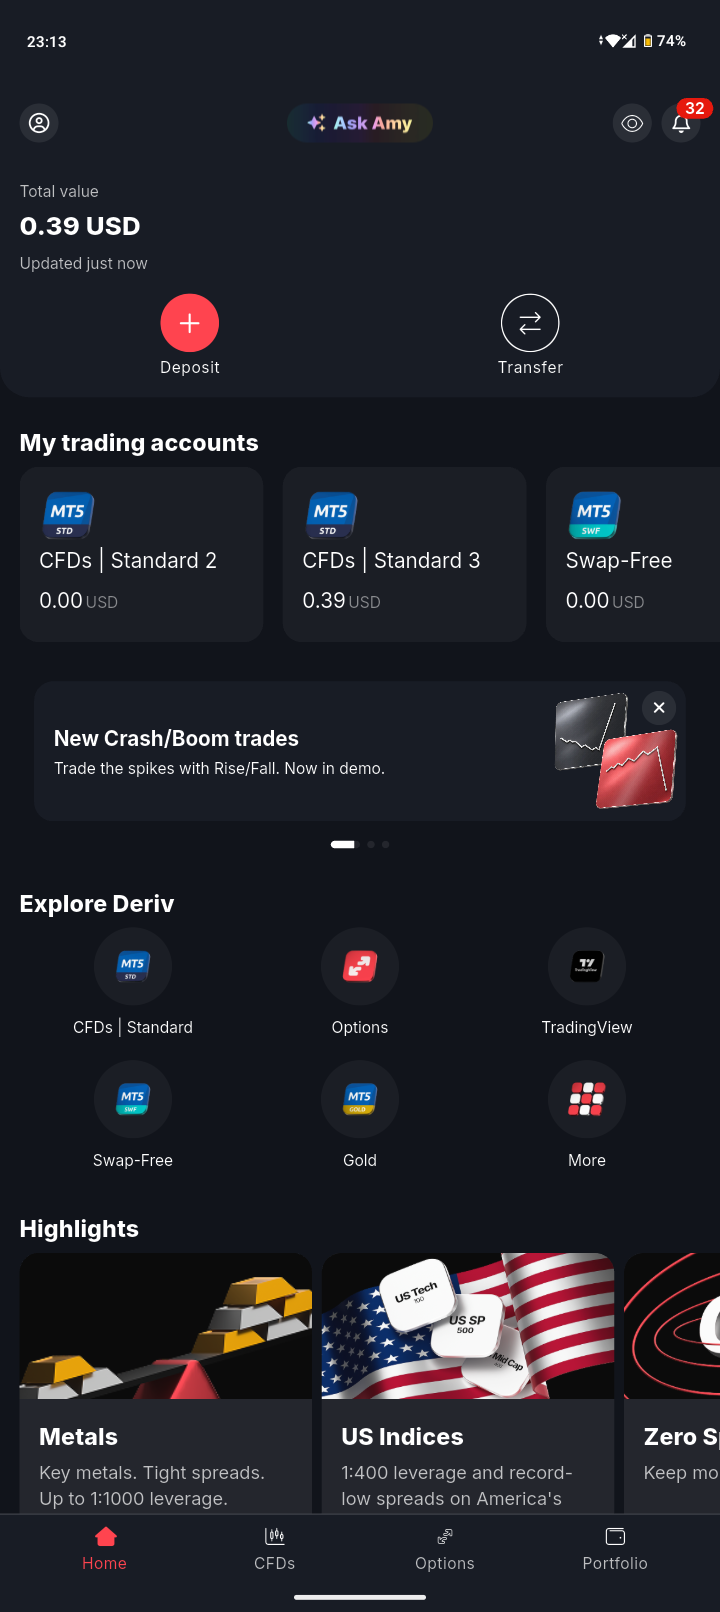 23:13
74%
Ask Amy
32
Total value
0.39 USD
Updated just now
Deposit
Transfer
My trading accounts
MT5
STD
CFDs | Standard 2
0.00 USD
MT5
STD
CFDs | Standard 3
0.39 USD
MT5
SWF
Swap-Free
0.00 USD
New Crash/Boom trades
Trade the spikes with Rise/Fall. Now in demo.
Explore Deriv
MT5
STD
CFDs | Standard
Options
TradingView
TradingView
MT5
SWF
Swap-Free
MT5
GOLD
Gold
More
Highlights
US Tech
100
US SP
500
Mid Cap
Metals
Key metals. Tight spreads.
Up to 1:1000 leverage.
US Indices
1:400 leverage and record-
low spreads on America's
Zero Sp
Keep mo
Home
CFDs
Options
Portfolio